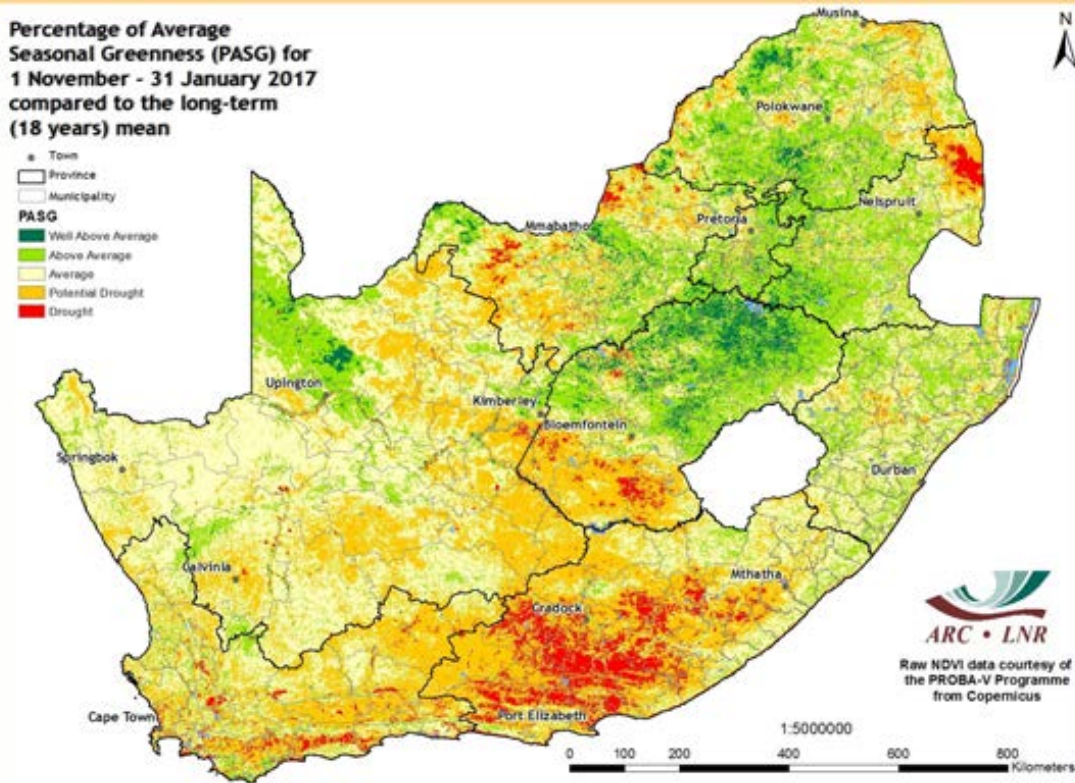 Percentage of Average
Seasonal Greenness (PASG) for
1 November - 31 January 2017
compared to the long-term
(18 years) mean
Town
Province
Municipality
PASG
Well Above Average
Above Average
Average
Potential Drought
Drought
Musina
N
Polokwane
Nelspruit
Pretoria
Mmabatho
Upington
Kimberley
Bloemfontein
Springbok
Durban
Calvinia
Mthatha
Cradock
Cape Town
Port Elizabeth
ARC • LNR
Raw NDVI data courtesy of
the PROBA-V Programme
from Copernicus
1:5000000
0 100 200 400 600 800
Kilometers